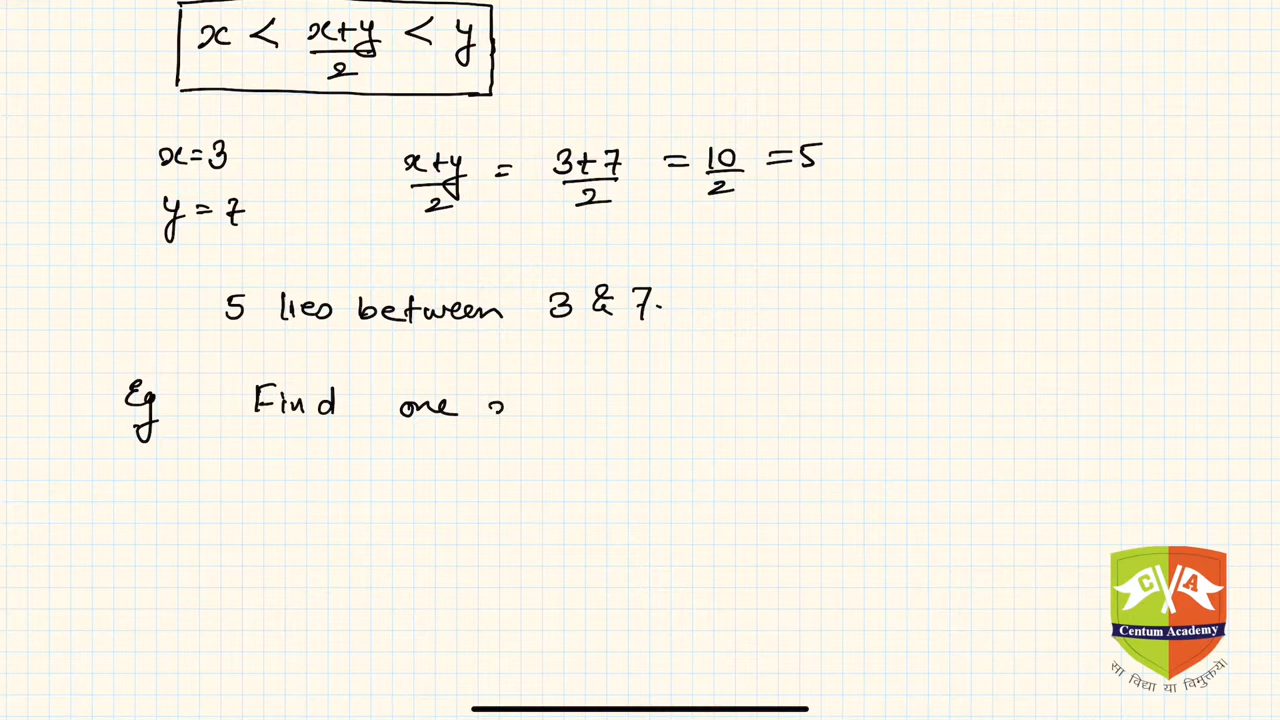 x < (x+y)/2 < y
x=3
(x+y)/2 = (3+7)/2 = 10/2 = 5
y = 7
5 lies between 3 & 7.
Eg Find one
C A
Centum Academy
सा विद्या या विमुक्तये